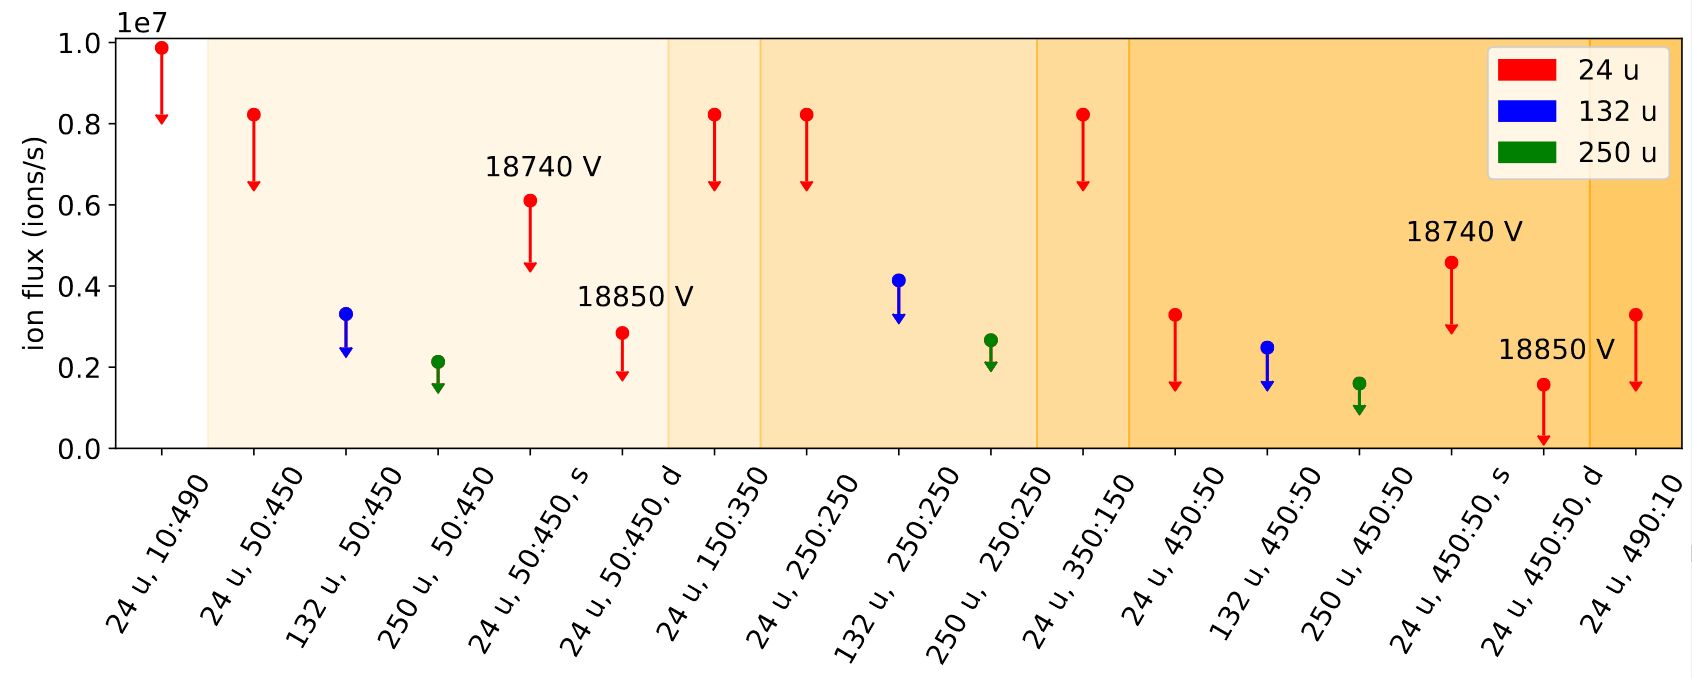 1e7
1.0
0.8
0.6
0.4
0.2
0.0
ion flux (ions/s)
24 u
132 u
250 u
18740 V
18850 V
18740 V
18850 V
24 u, 10:490
24 u, 50:450
132 u, 50:450
250 u, 50:450
24 u, 50:450, s
24 u, 50:450, d
24 u, 150:350
24 u, 250:250
132 u, 250:250
250 u, 250:250
24 u, 350:150
24 u, 450:50
132 u, 450:50
250 u, 450:50
24 u, 450:50, s
24 u, 450:50, d
24 u, 490:10